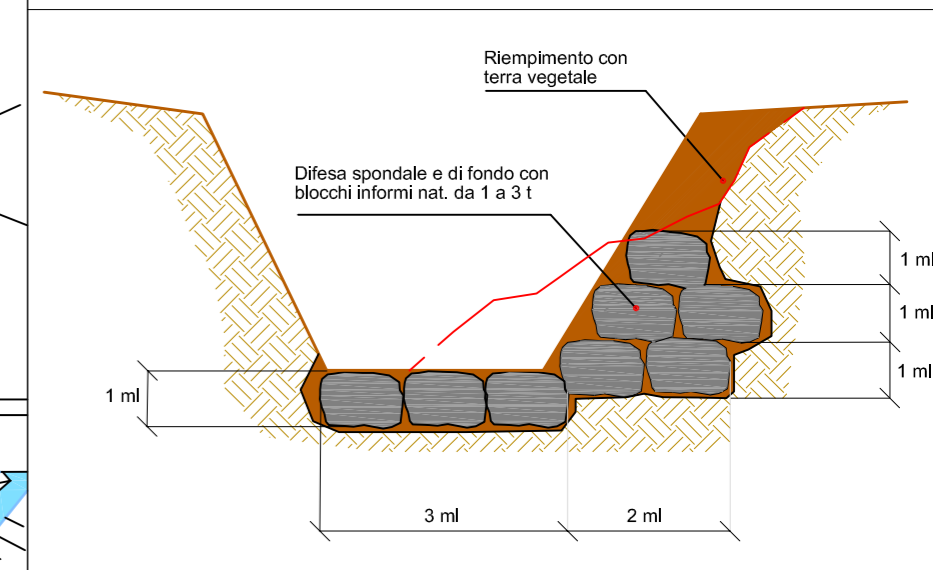 Riempimento con
terra vegetale
Difesa spondale e di fondo con
blocchi informi nat. da 1 a 3 t
1 ml
1 ml
1 ml
1 ml
3 ml
2 ml